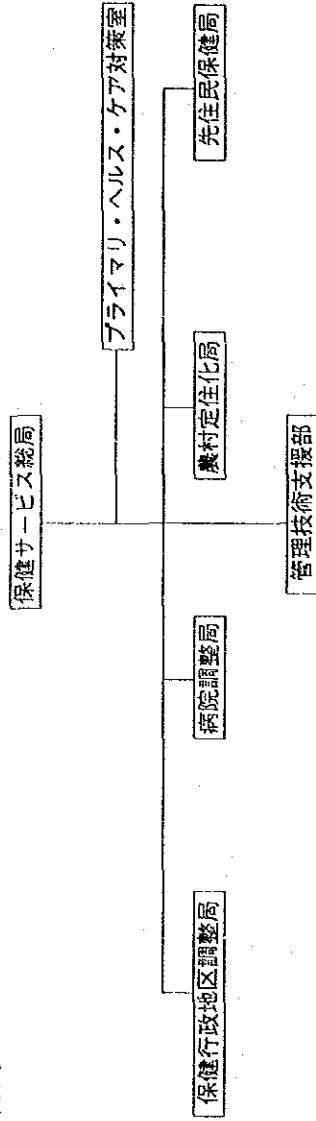 保健サービス総局
プライマリ・ヘルス・ケア対策室
保健行政地区調整局
病院調整局
農村定住化局
先住民保健局
管理技術支援部